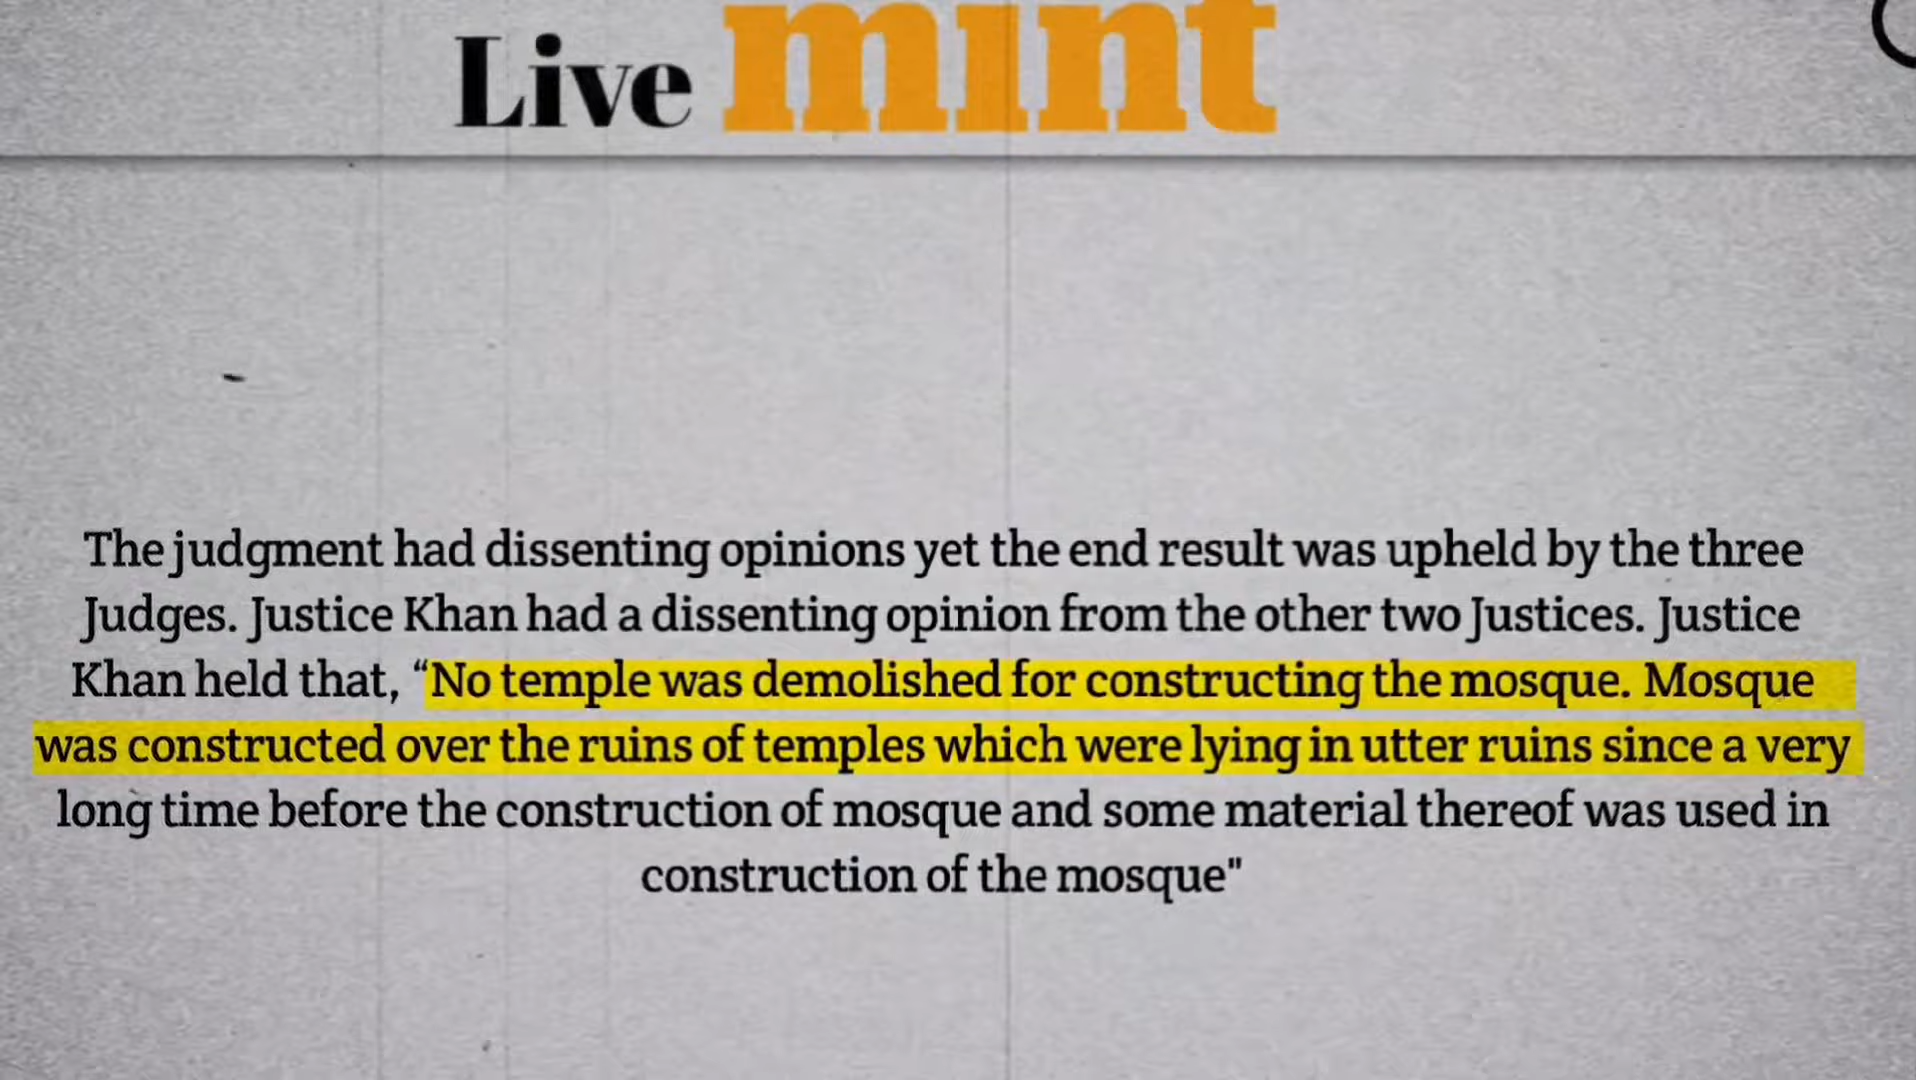 Live mint
The judgment had dissenting opinions yet the end result was upheld by the three
Judges. Justice Khan had a dissenting opinion from the other two Justices. Justice
Khan held that, “No temple was demolished for constructing the mosque. Mosque
was constructed over the ruins of temples which were lying in utter ruins since a very
long time before the construction of mosque and some material thereof was used in
construction of the mosque"